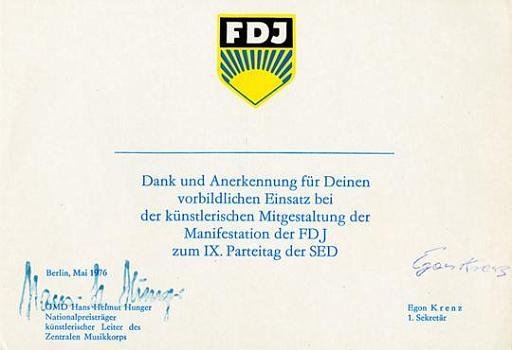 FDJ
Dank und Anerkennung für Deinen
vorbildlichen Einsatz bei
der künstlerischen Mitgestaltung der
Manifestation der FDJ
zum IX. Parteitag der SED
Berlin, Mai 1976
Egon Krenz
GMD Hans-Helmut Hunger
Nationalpreisträger
künstlerischer Leiter des
Zentralen Musikkorps
Egon Krenz
1. Sekretär